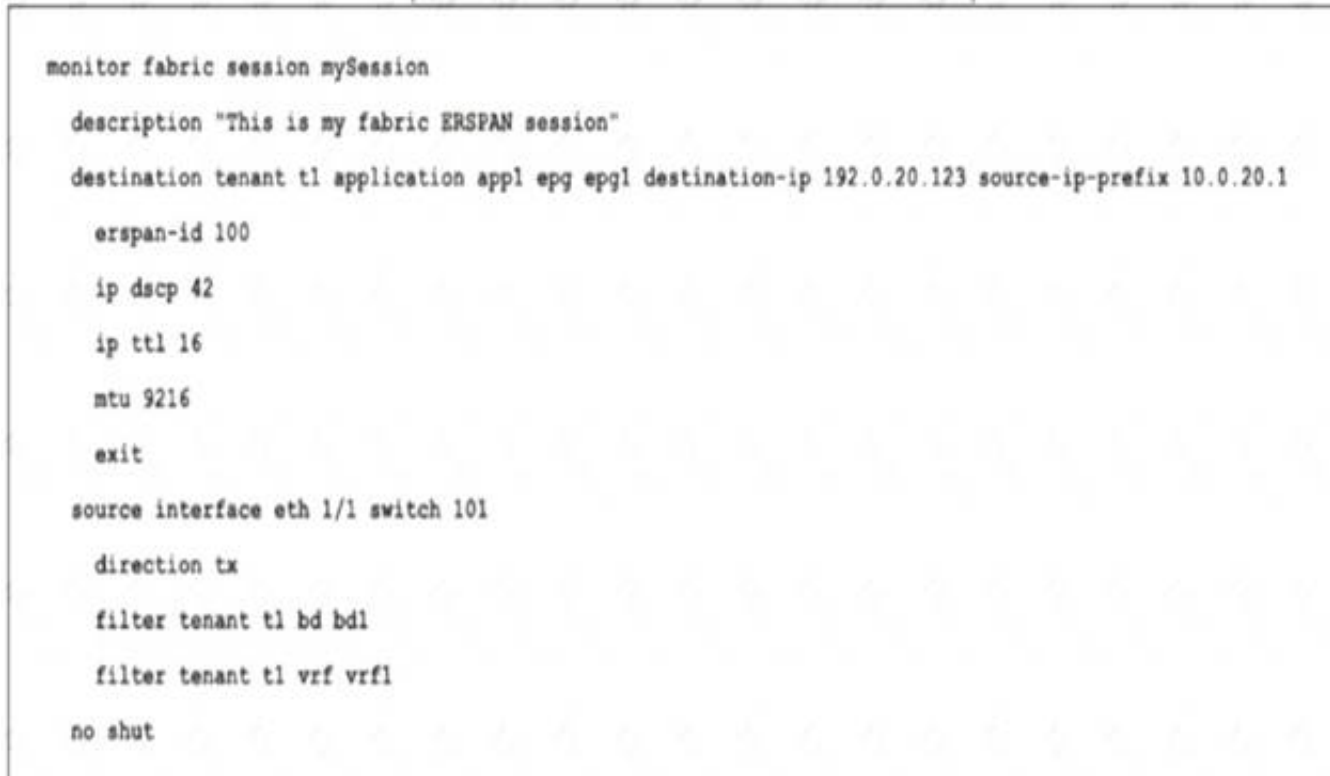 monitor fabric session mySession
description "This is my fabric ERSPAN session"
destination tenant t1 application app1 epg epg1 destination-ip 192.0.20.123 source-ip-prefix 10.0.20.1
erspan-id 100
ip dscp 42
ip ttl 16
mtu 9216
exit
source interface eth 1/1 switch 101
direction tx
filter tenant t1 bd bd1
filter tenant t1 vrf vrf1
no shut